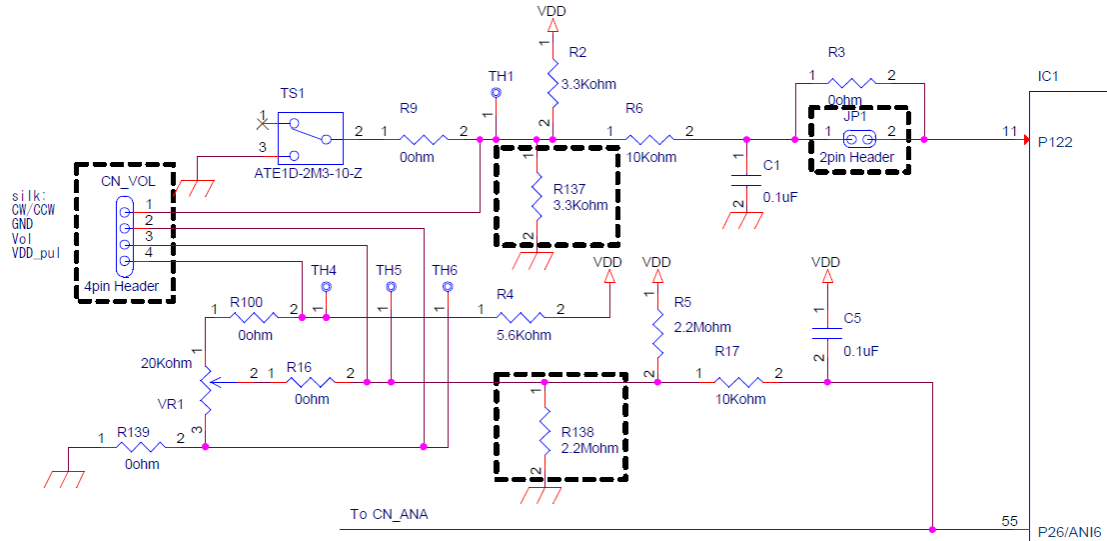 VDD
1
R2
3.3Kohm
2
TH1
1
R3
1
2
0ohm
IC1
TS1
1
2
3
ATE1D-2M3-10-Z
R9
1
2
0ohm
R6
1
2
10Kohm
JP1
1
2
2pin Header
11
P122
1
C1
0.1uF
2
1
R137
3.3Kohm
2
silk:
CW/CCW
GND
Vol
VDD_pul
CN_VOL
1
2
3
4
4pin Header
TH4
1
TH5
1
TH6
1
VDD
R4
1
2
5.6Kohm
VDD
1
R5
2.2Mohm
2
VDD
1
C5
0.1uF
2
R100
1
2
0ohm
1
20Kohm
2
VR1
3
R16
1
2
0ohm
R17
1
2
10Kohm
1
R138
2.2Mohm
2
R139
1
2
0ohm
To CN_ANA
55
P26/ANI6